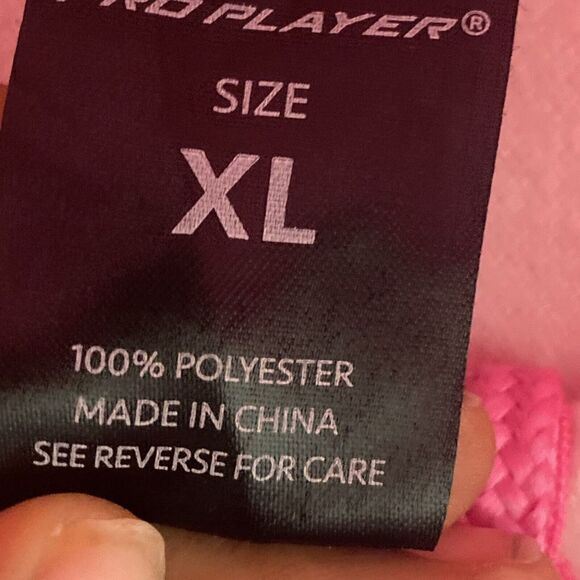 PRO PLAYER®
SIZE
XL
100% POLYESTER
MADE IN CHINA
SEE REVERSE FOR CARE